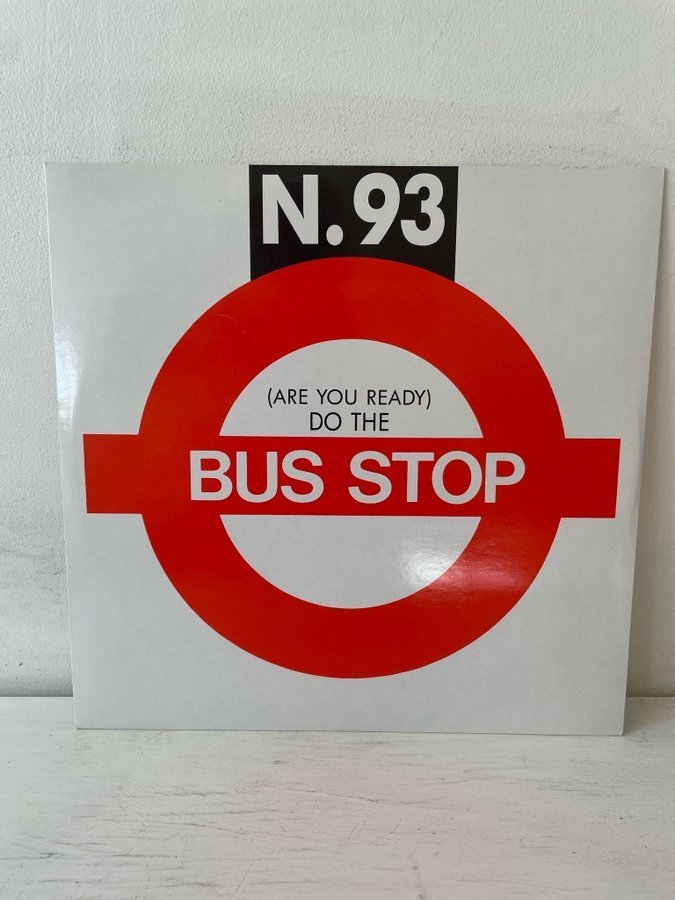 N.93
(ARE YOU READY)
DO THE
BUS STOP